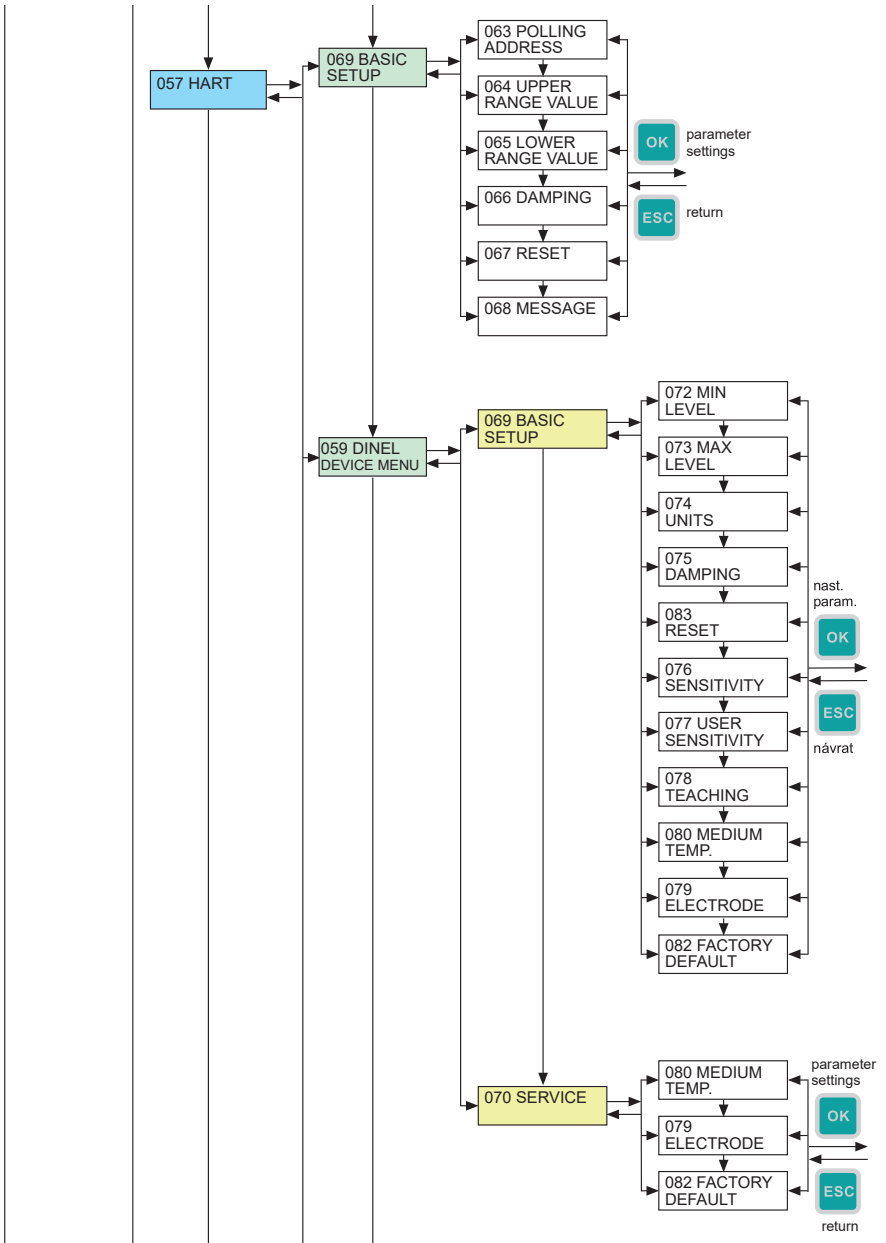 057 HART
069 BASIC
SETUP
063 POLLING
ADDRESS
064 UPPER
RANGE VALUE
065 LOWER
RANGE VALUE
066 DAMPING
067 RESET
068 MESSAGE
OK
parameter
settings
ESC
return
059 DINEL
DEVICE MENU
069 BASIC
SETUP
072 MIN
LEVEL
073 MAX
LEVEL
074
UNITS
075
DAMPING
083
RESET
076
SENSITIVITY
077 USER
SENSITIVITY
078
TEACHING
080 MEDIUM
TEMP.
079
ELECTRODE
082 FACTORY
DEFAULT
nast.
param.
OK
ESC
návrat
070 SERVICE
080 MEDIUM
TEMP.
079
ELECTRODE
082 FACTORY
DEFAULT
parameter
settings
OK
ESC
return